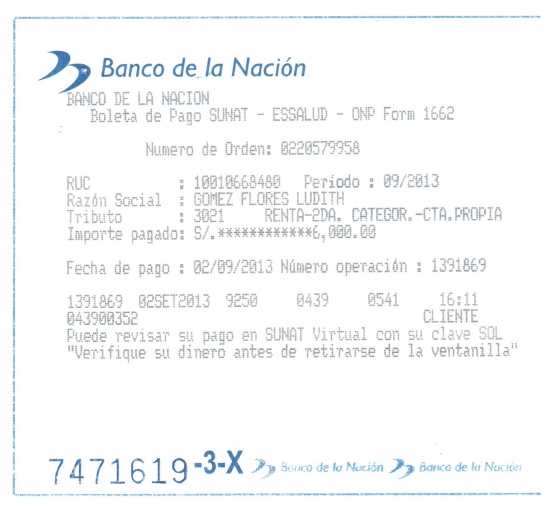 Banco de la Nación
BANCO DE LA NACION
Boleta de Pago SUNAT - ESSALUD - ONP Form 1662
Numero de Orden: 0220579958
RUC : 10010668480 Período : 09/2013
Razón Social : GOMEZ FLORES LUDITH
Tributo : 3021 RENTA-2DA. CATEGOR.-CTA.PROPIA
Importe pagado: S/.************6,000.00
Fecha de pago : 02/09/2013 Número operación : 1391869
1391869 02SET2013 9250 0439 0541 16:11
043900352 CLIENTE
Puede revisar su pago en SUNAT Virtual con su clave SOL
"Verifique su dinero antes de retirarse de la ventanilla"
7471619 -3-X Banco de la Nación Banco de la Nación